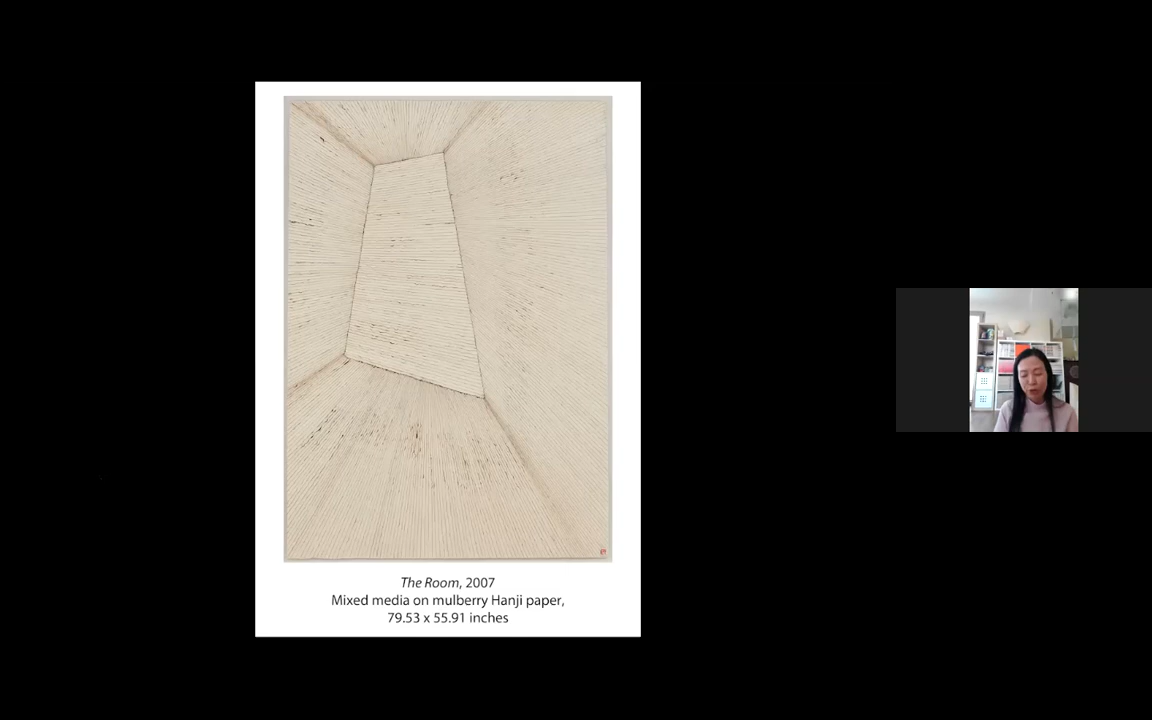 The Room, 2007
Mixed media on mulberry Hanji paper,
79.53 x 55.91 inches